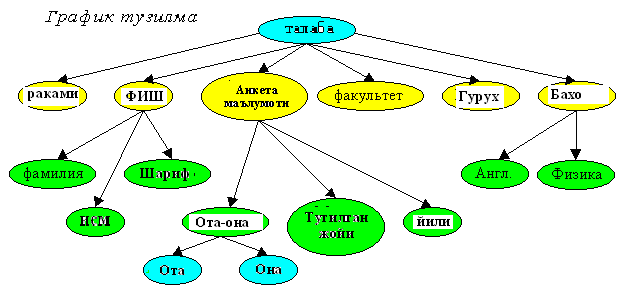 График тузилма
талаба
раками
ФИШ
Анкета
маълумоти
факультет
Гурух
Бахо
фамилия
Шариф
Англ.
Физика
ИСМ
Ота-она
Тугилган
жойи
йили
Ота
Она